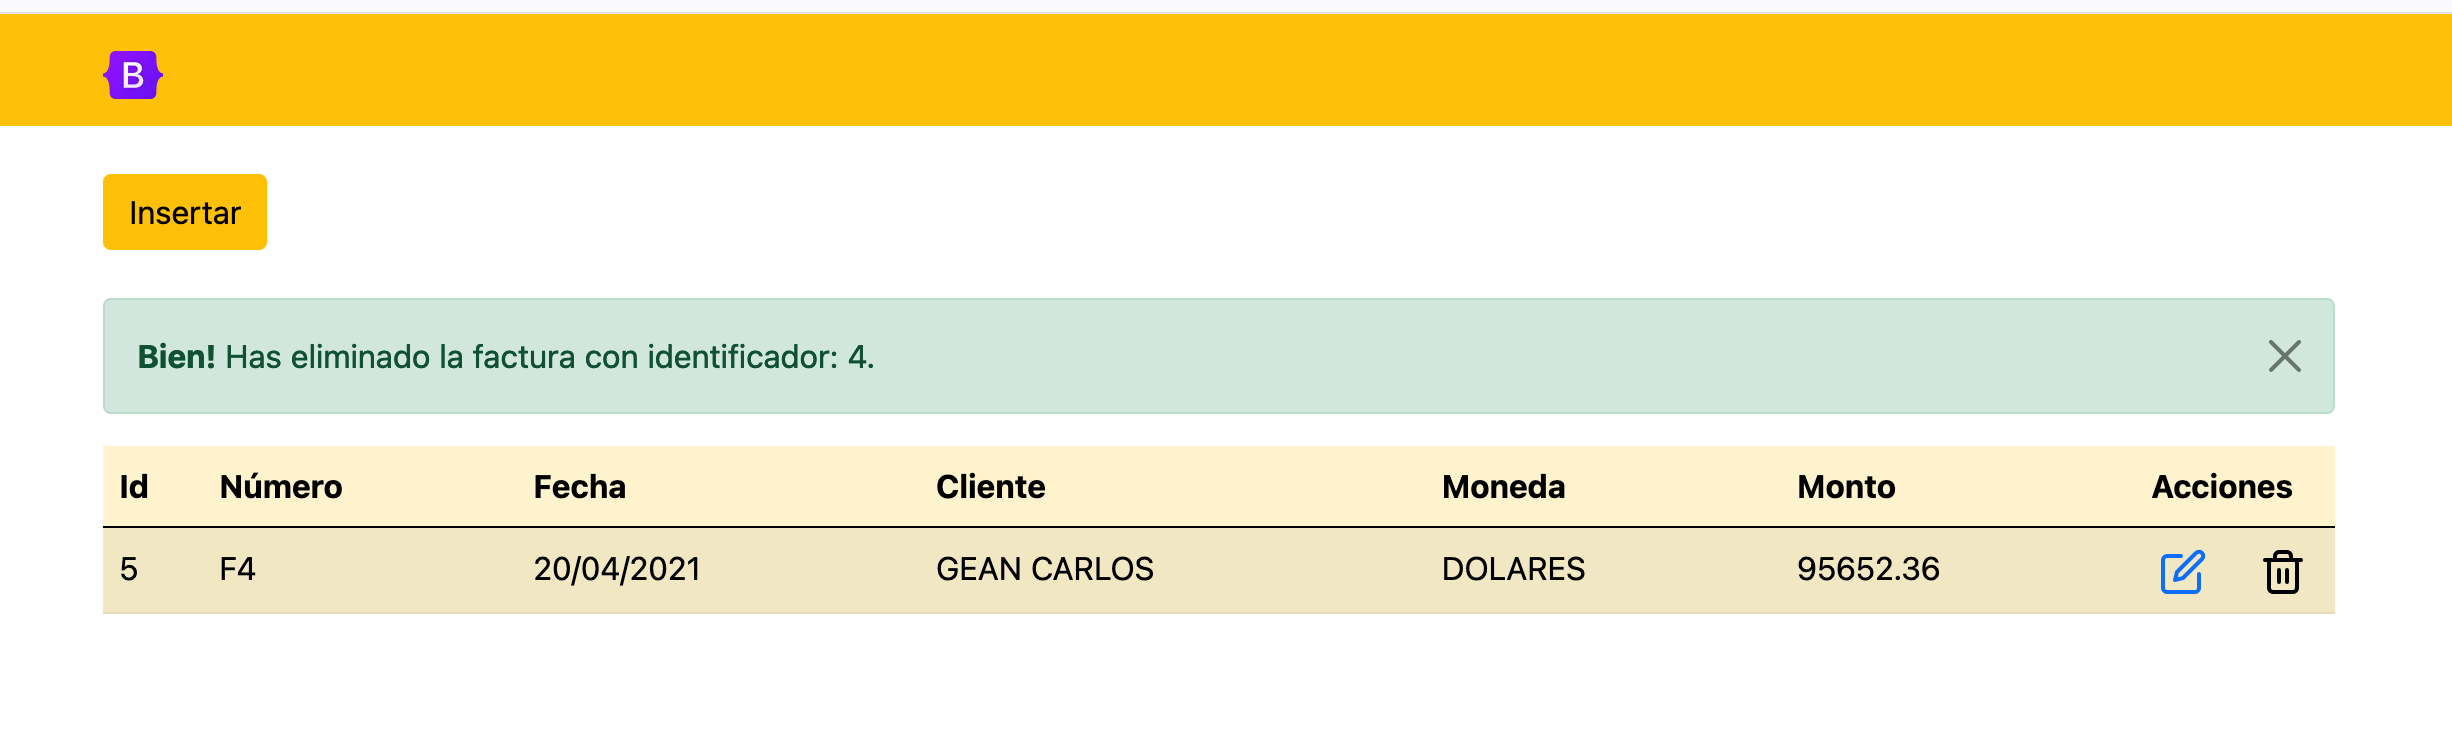 B
Insertar
Bien! Has eliminado la factura con identificador: 4.
Id Número Fecha Cliente Moneda Monto Acciones
5 F4 20/04/2021 GEAN CARLOS DOLARES 95652.36